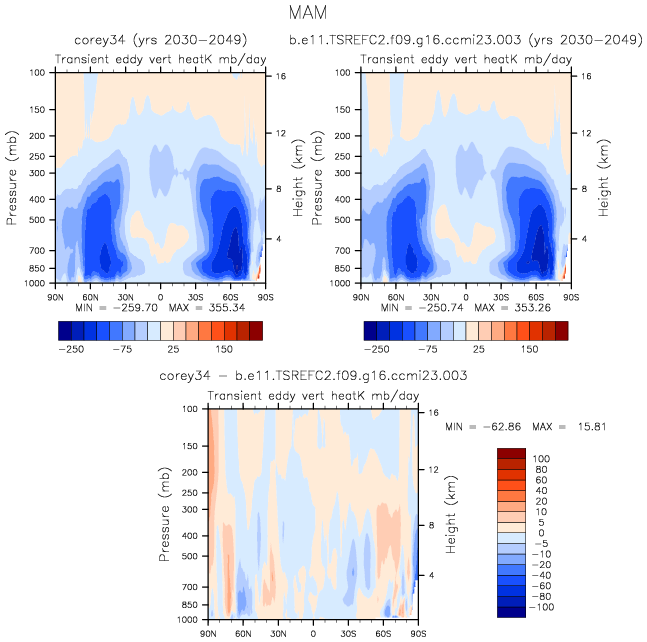 MAM
corey34 (yrs 2030-2049)
b.e11.TSREFC2.f09.g16.ccmi23.003 (yrs 2030-2049)
Transient eddy vert heatK mb/day
Transient eddy vert heatK mb/day
Pressure (mb)
100
150
200
250
300
400
500
700
850
1000
16
12
8
4
Height (km)
90N 60N 30N 0 30S 60S 90S
MIN = -259.70 MAX = 355.34
-250 -75 25 150
Pressure (mb)
100
150
200
250
300
400
500
700
850
1000
16
12
8
4
Height (km)
90N 60N 30N 0 30S 60S 90S
MIN = -250.74 MAX = 353.26
-250 -75 25 150
corey34 - b.e11.TSREFC2.f09.g16.ccmi23.003
Transient eddy vert heatK mb/day
Pressure (mb)
100
150
200
250
300
400
500
700
850
1000
16
12
8
4
Height (km)
90N 60N 30N 0 30S 60S 90S
MIN = -62.86 MAX = 15.81
100
80
60
40
20
10
5
0
-5
-10
-20
-40
-60
-80
-100